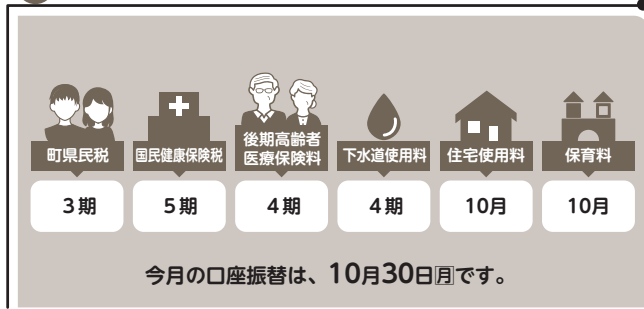 町県民税
国民健康保険税
後期高齢者
医療保険料
下水道使用料
住宅使用料
保育料
3期
5期
4期
4期
10月
10月
今月の口座振替は、10月30日月です。